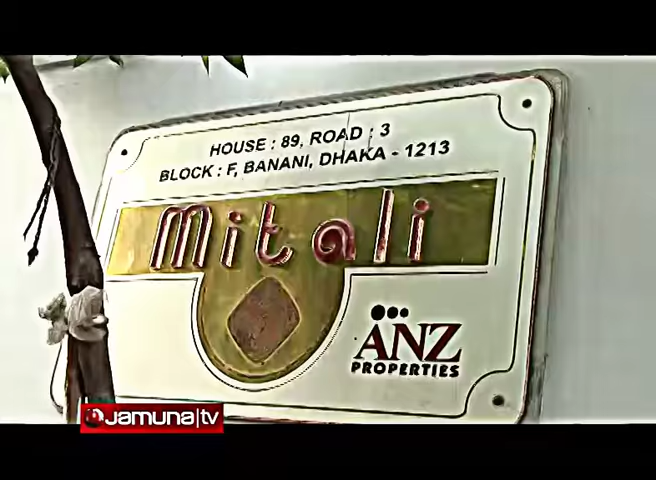 HOUSE : 89, ROAD : 3
BLOCK : F, BANANI, DHAKA - 1213
Mitali
ANZ
PROPERTIES
JAMUNA|tv